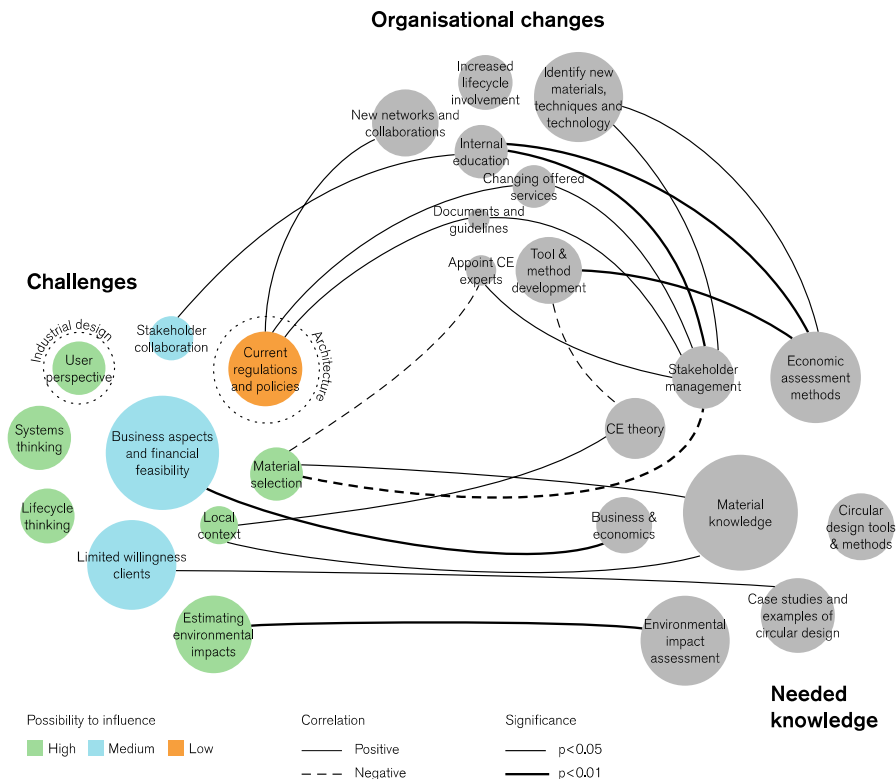 Organisational changes
Increased
lifecycle
involvement
Identify new
materials,
techniques and
technology
New networks and
collaborations
Internal
education
Changing offered
services
Documents and
guidelines
Appoint CE
experts
Tool &
method
development
Challenges
Industrial design
User
perspective
Stakeholder
collaboration
Current
regulations
and policies
Architecture
Stakeholder
management
Economic
assessment
methods
Systems
thinking
Business aspects
and financial
feasibility
CE theory
Material
selection
Lifecycle
thinking
Local
context
Business &
economics
Material
knowledge
Circular
design tools
& methods
Limited willingness
clients
Estimating
environmental
impacts
Environmental
impact
assessment
Case studies and
examples of
circular design
Needed
knowledge
Possibility to influence
High
Medium
Low
Correlation
Positive
Negative
Significance
p<0.05
p<0.01